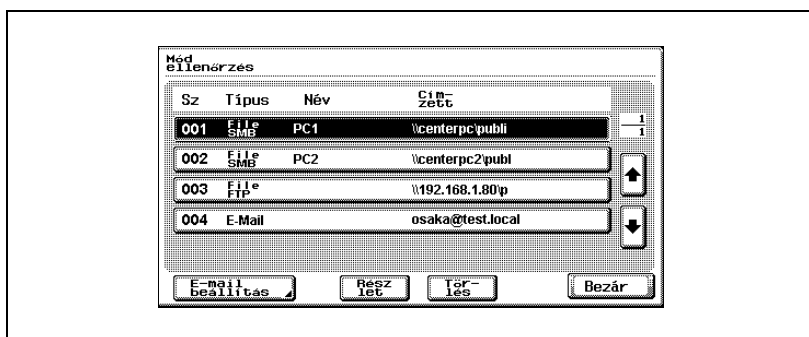 Mód
ellenőrzés
Sz Típus Név Cím-
zett
001 File
SMB PC1 \\centerpc\publi
002 File
SMB PC2 \\centerpc2\publ
003 File
FTP \\192.168.1.80\p
004 E-Mail osaka@test.local
1
1
E-mail
beállítás
Rész
let
Tör-
lés
Bezár